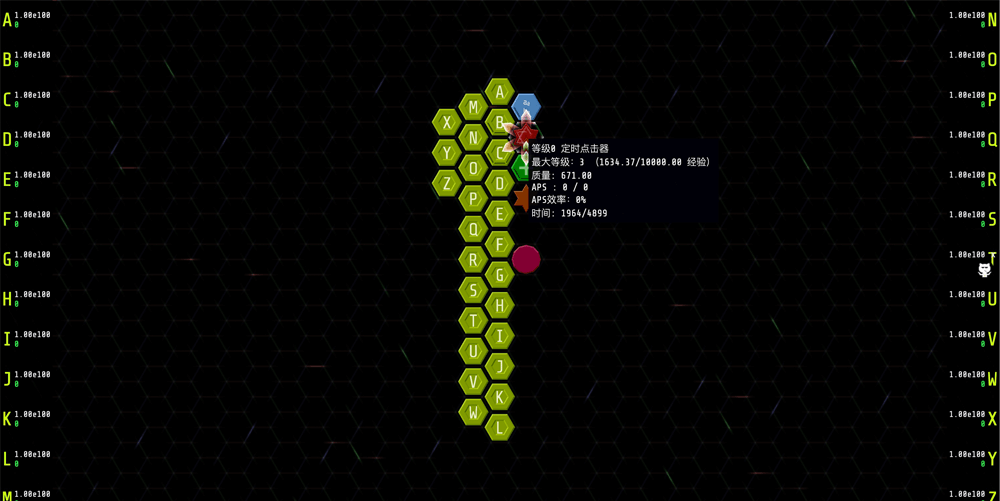 A 1.00e100
0
B 1.00e100
0
C 1.00e100
0
D 1.00e100
0
E 1.00e100
0
F 1.00e100
0
G 1.00e100
0
H 1.00e100
0
I 1.00e100
0
J 1.00e100
0
K 1.00e100
0
L 1.00e100
0
M 1.00e100
X
Y
Z
M
N
O
P
Q
R
S
T
U
V
W
A
B
C
D
E
F
G
H
I
J
K
L
等级0 定时点击器
最大等级: 3 (1634.37/10000.00 经验)
质量: 671.00
APS : 0 / 0
APS效率: 0%
时间: 1964/4899
1.00e100 N
0
1.00e100 O
0
1.00e100 P
0
1.00e100 Q
0
1.00e100 R
0
1.00e100 S
0
1.00e100 T
1.00e100 U
0
1.00e100 V
0
1.00e100 W
0
1.00e100 X
0
1.00e100 Y
0
1.00e100 Z